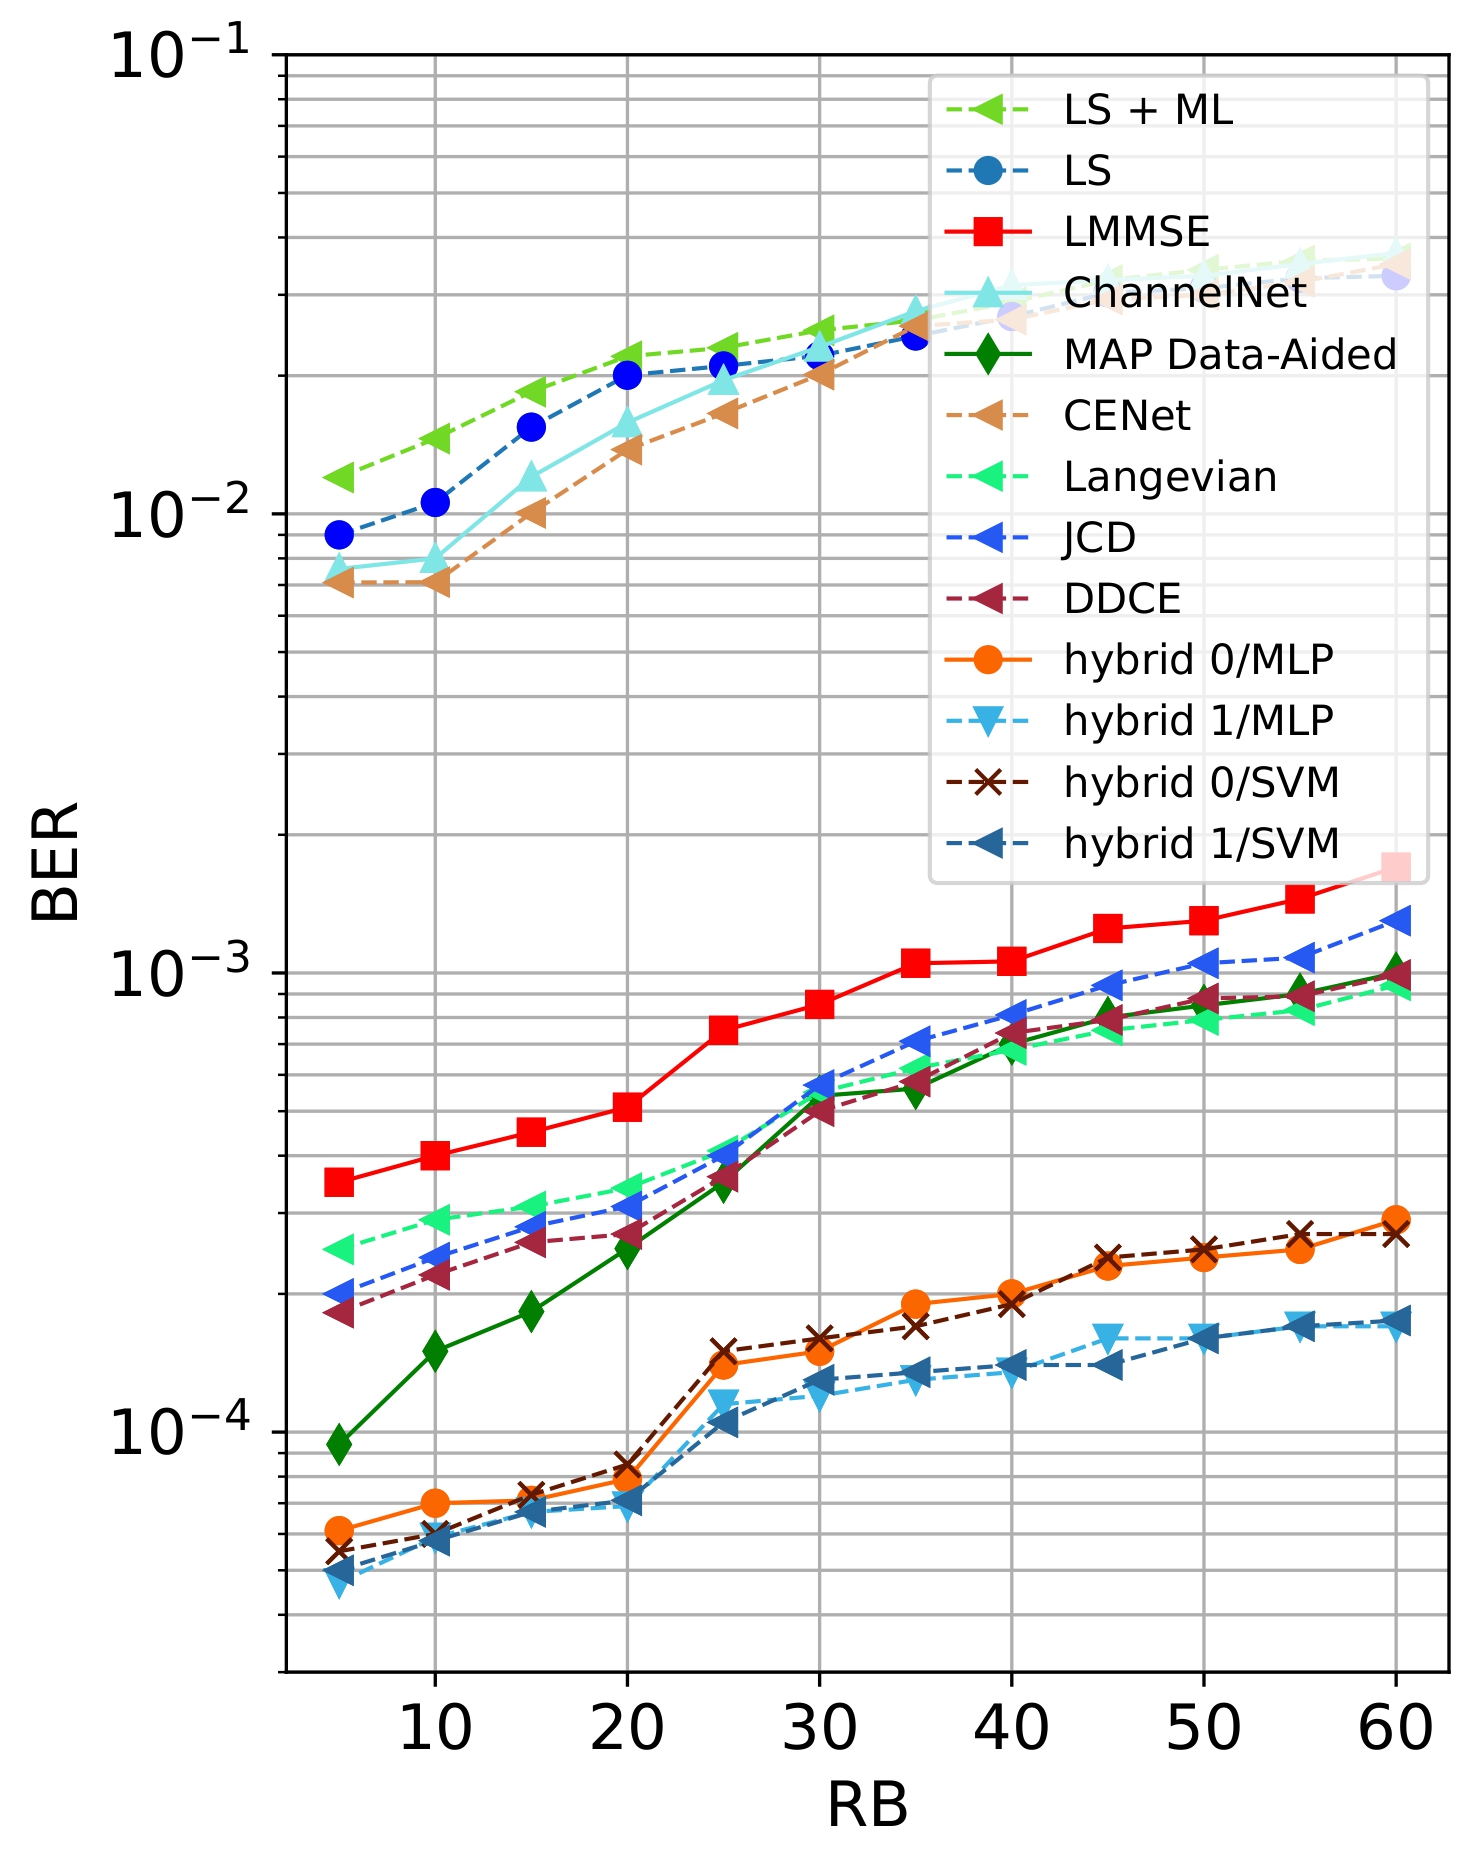 10⁻¹
10⁻²
10⁻³
10⁻⁴
BER
LS + ML
LS
LMMSE
ChannelNet
MAP Data-Aided
CENet
Langevian
JCD
DDCE
hybrid 0/MLP
hybrid 1/MLP
hybrid 0/SVM
hybrid 1/SVM
10 20 30 40 50 60
RB